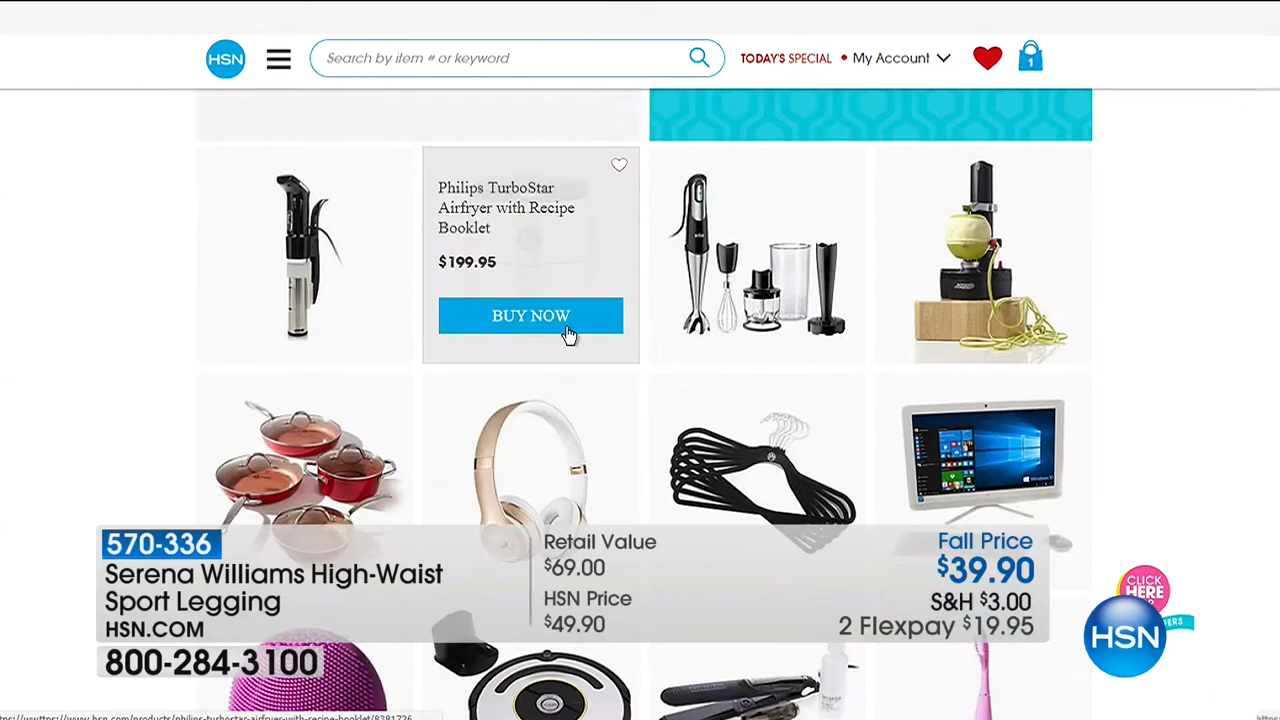 HSN
Search by item # or keyword
TODAY'S SPECIAL • My Account
1
Philips TurboStar
Airfryer with Recipe
Booklet
$199.95
BUY NOW
570-336
Serena Williams High-Waist
Sport Legging
HSN.COM
800-284-3100
Retail Value
$69.00
HSN Price
$49.90
Fall Price
$39.90
S&H $3.00
2 Flexpay $19.95
CLICK
HERE
HSN